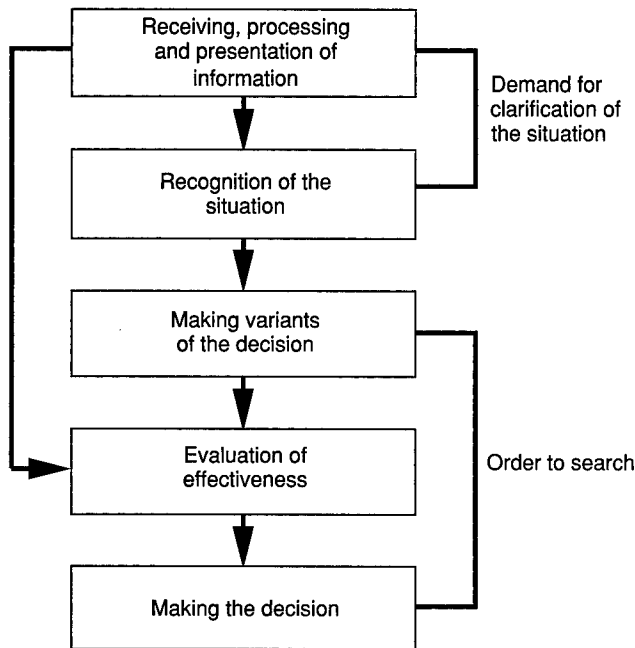 Receiving, processing
and presentation of
information
Demand for
clarification of
the situation
Recognition of the
situation
Making variants
of the decision
Evaluation of
effectiveness
Order to search
Making the decision